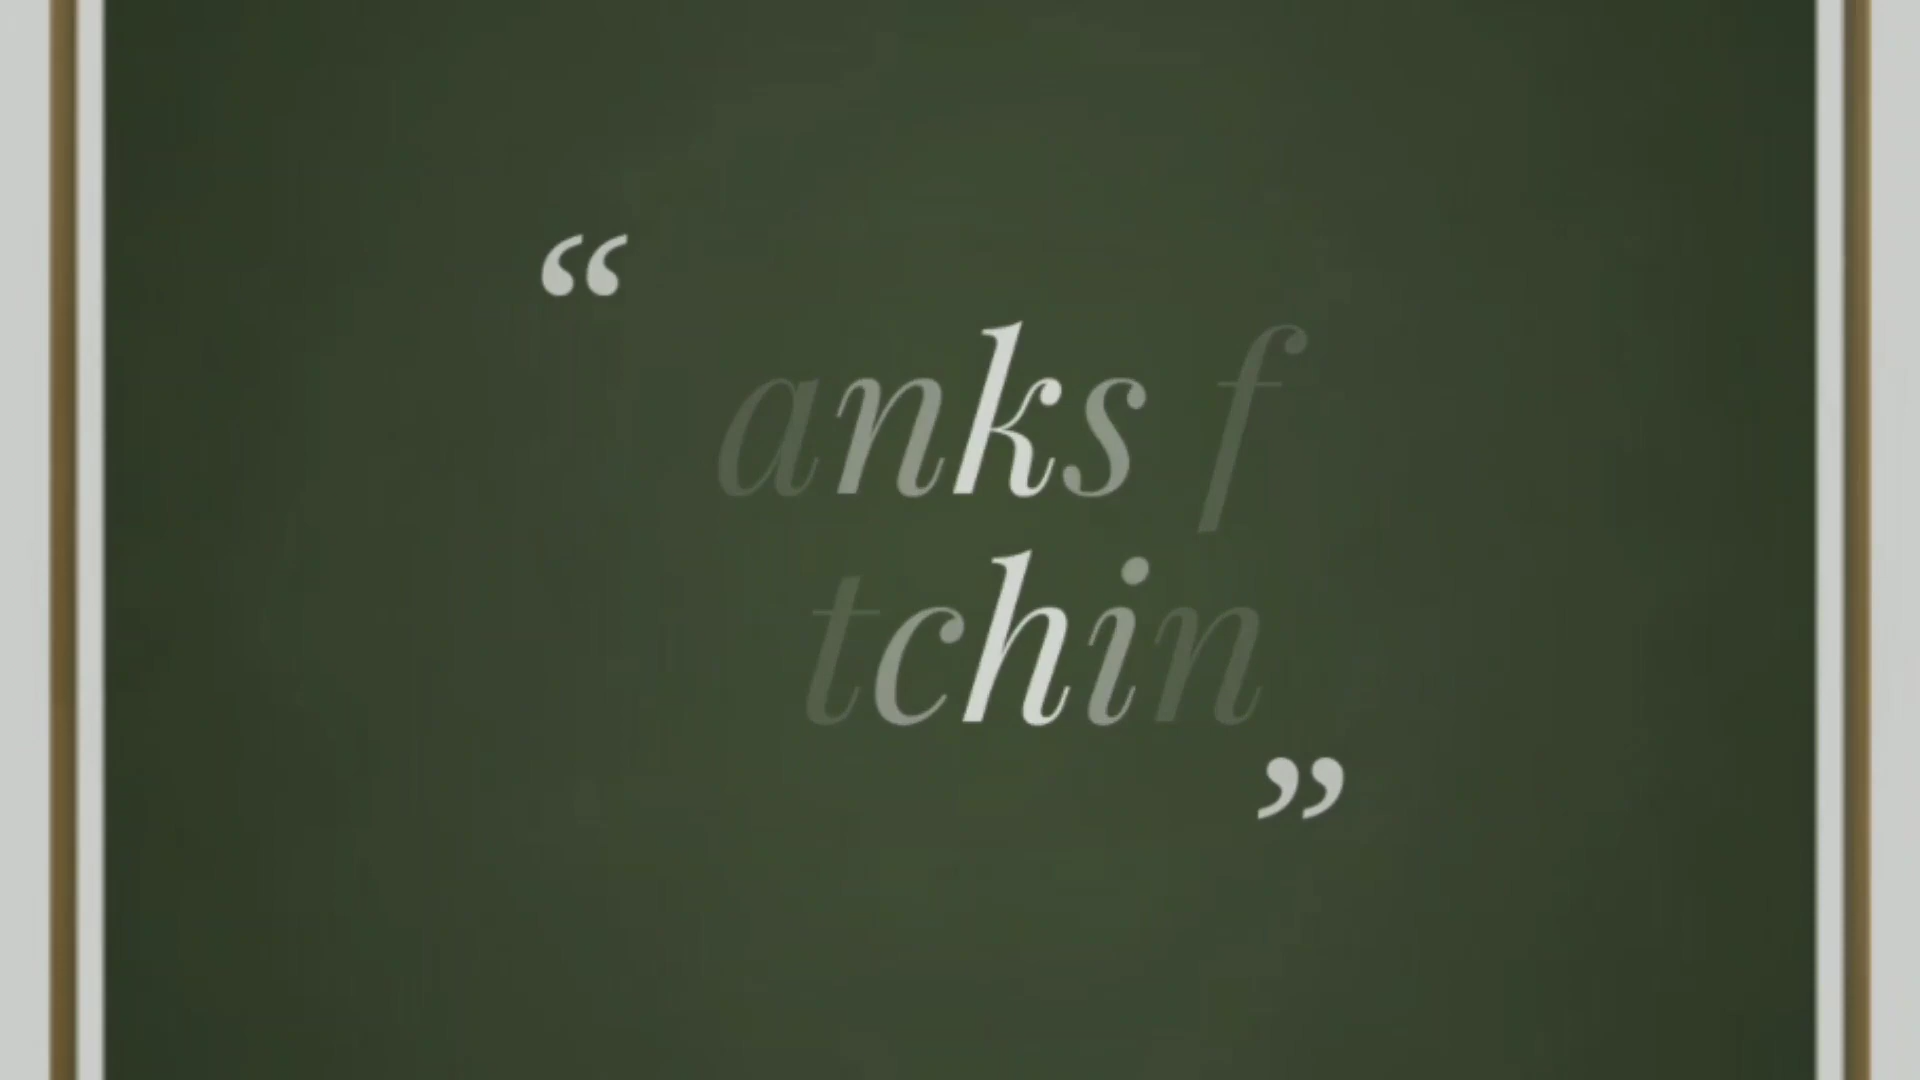 “
anks f
tchin
”